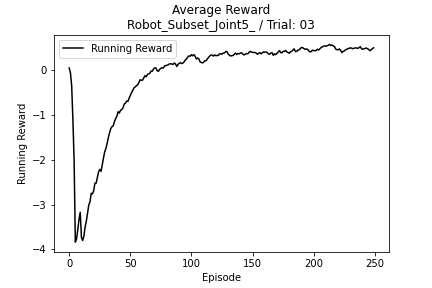 Average Reward
Robot_Subset_Joint5_ / Trial: 03
Running Reward
0
−1
−2
−3
−4
Running Reward
0
50
100
150
200
250
Episode